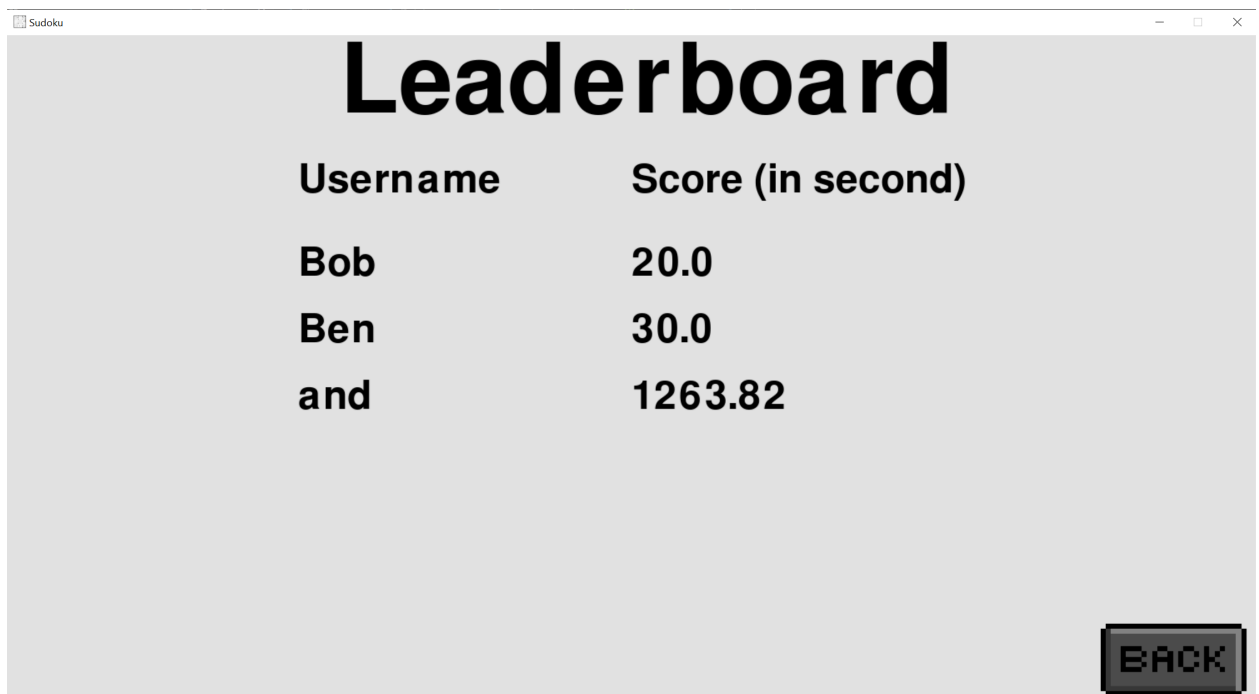 Sudoku
Leaderboard
Username Score (in second)
Bob 20.0
Ben 30.0
and 1263.82
BACK